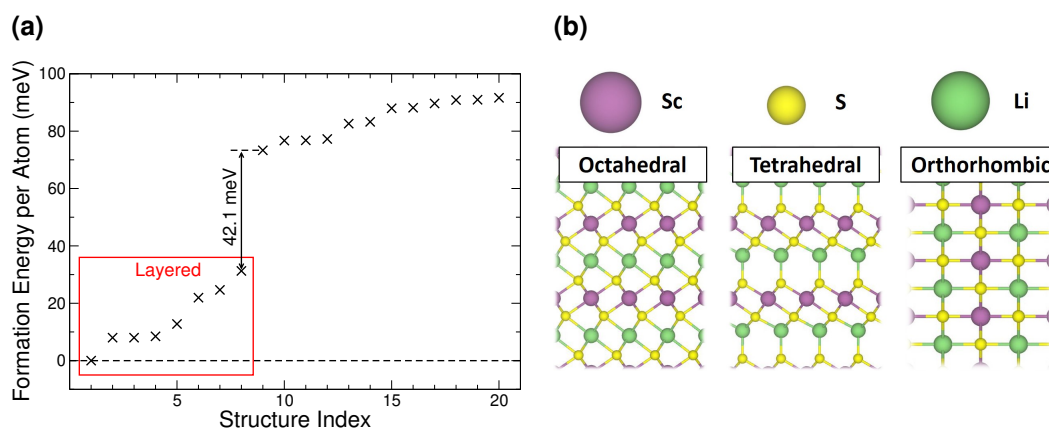 (a)
Formation Energy per Atom (meV)
100
80
60
40
20
0
42.1 meV
Layered
5
10
15
20
Structure Index
(b)
Sc
S
Li
Octahedral
Tetrahedral
Orthorhombic